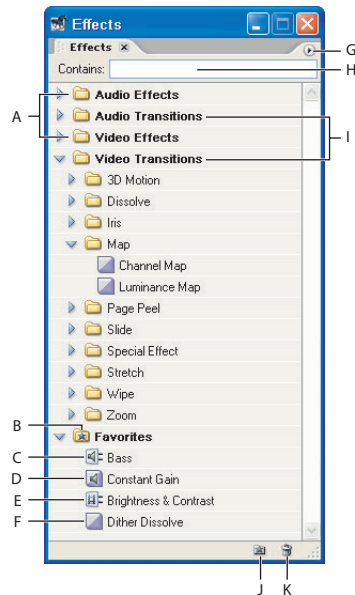 Effects
Effects
G
Contains:
H
A
Audio Effects
Audio Transitions
I
Video Effects
Video Transitions
3D Motion
Dissolve
Iris
Map
Channel Map
Luminance Map
Page Peel
Slide
Special Effect
Stretch
Wipe
Zoom
B
Favorites
C
Bass
D
Constant Gain
E
Brightness & Contrast
F
Dither Dissolve
J
K